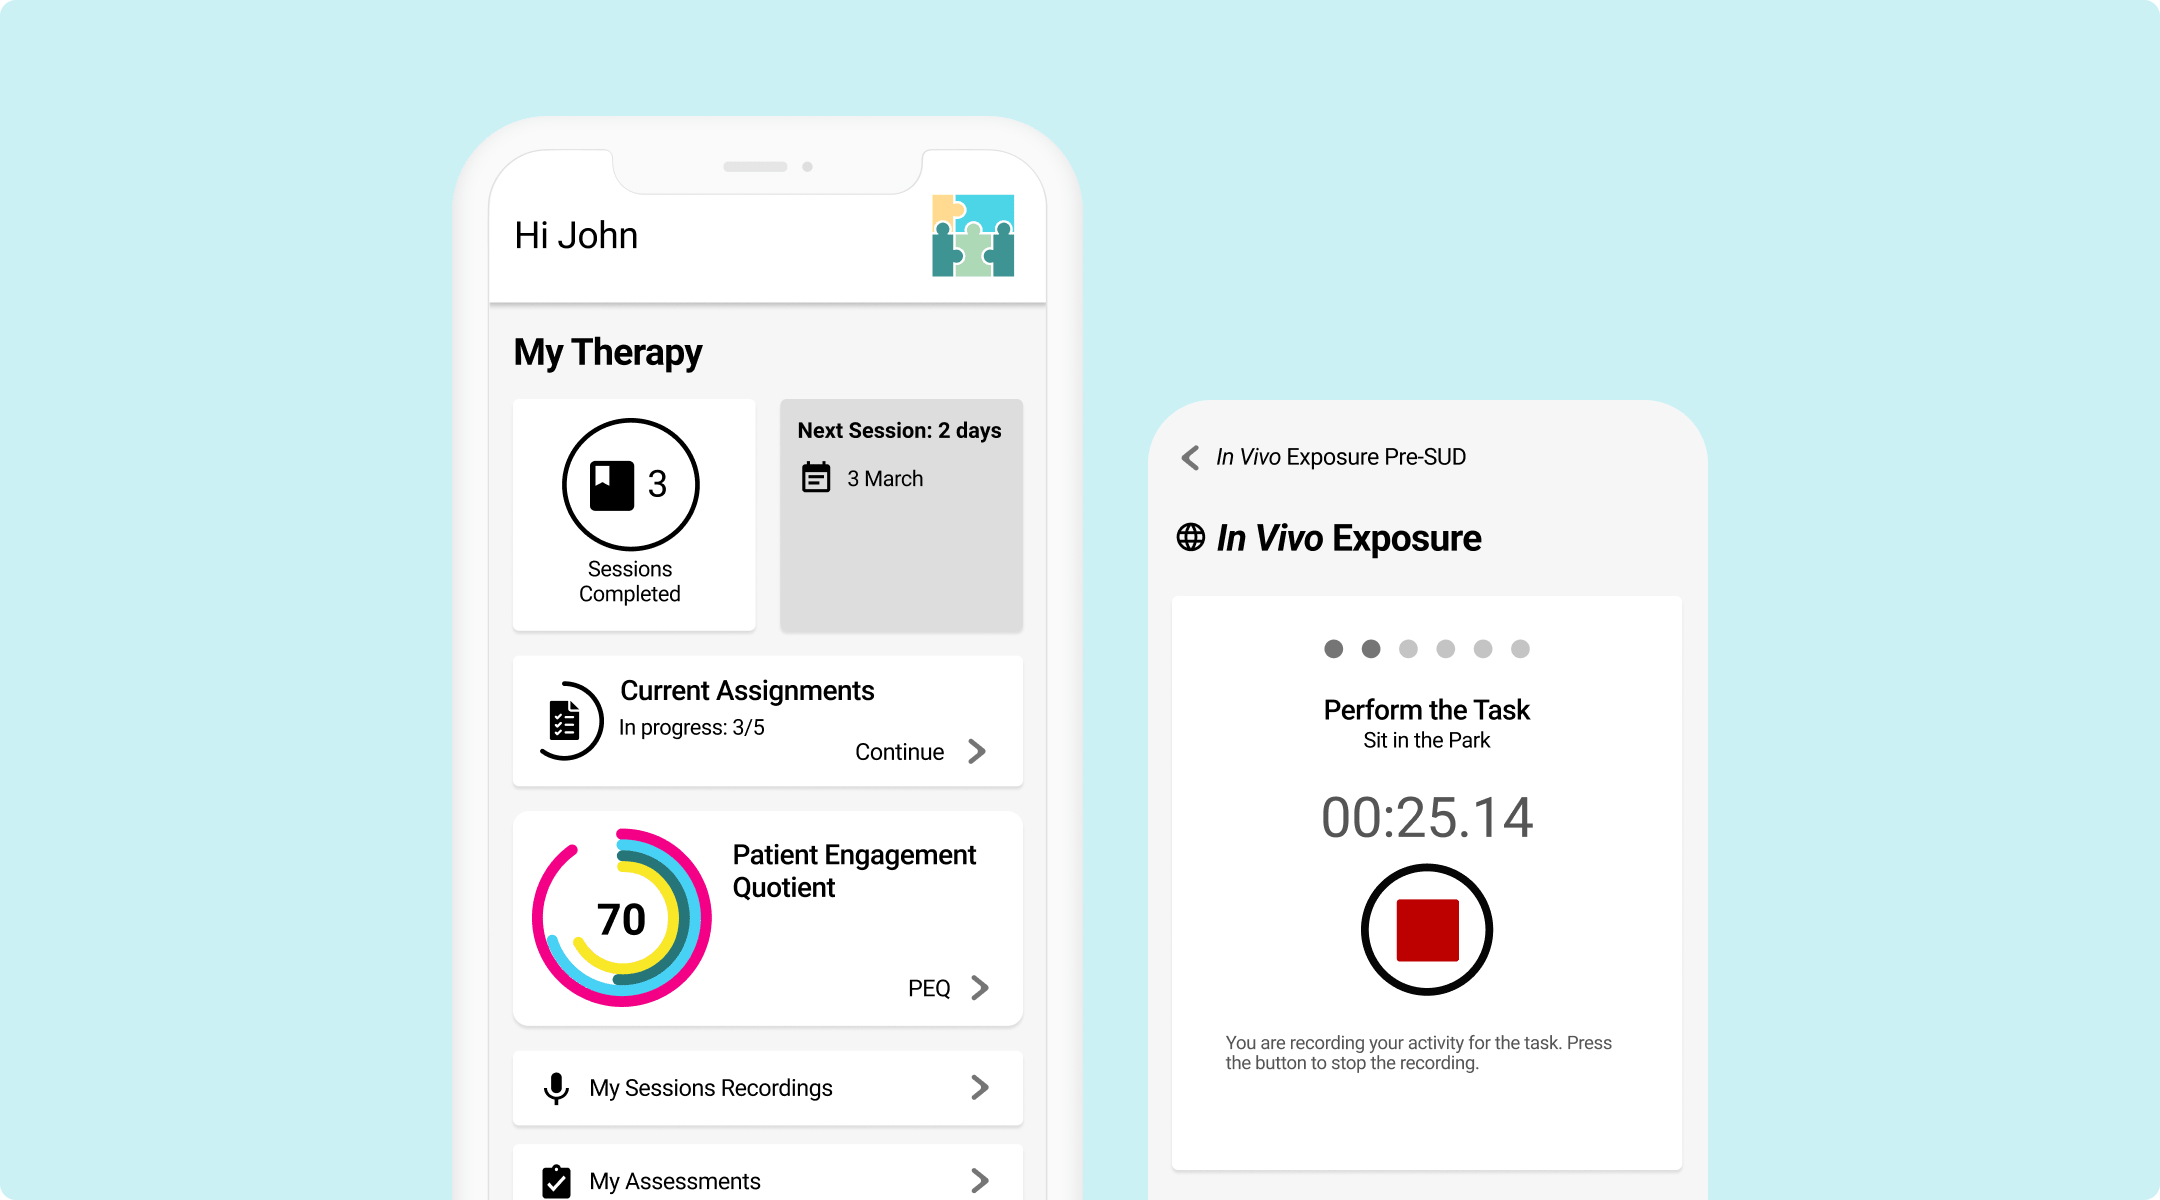 Hi John
My Therapy
3
Sessions
Completed
Next Session: 2 days
3 March
Current Assignments
In progress: 3/5
Continue
70
Patient Engagement
Quotient
PEQ
My Sessions Recordings
My Assessments
In Vivo Exposure Pre-SUD
In Vivo Exposure
Perform the Task
Sit in the Park
00:25.14
You are recording your activity for the task. Press
the button to stop the recording.